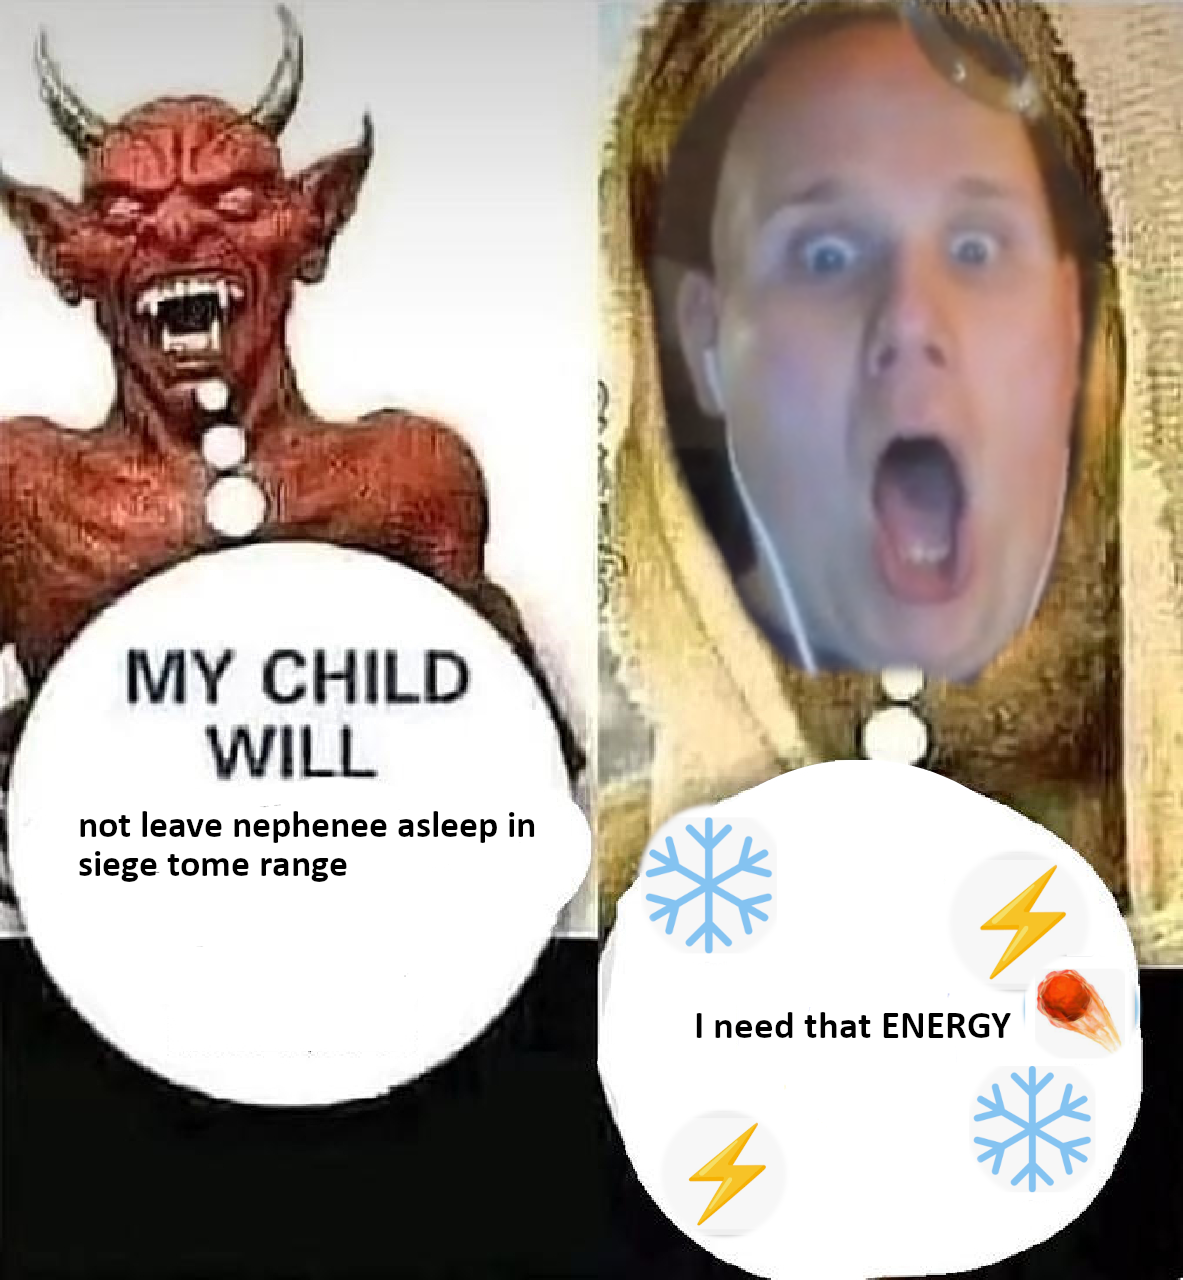 MY CHILD
WILL
not leave nephenee asleep in
siege tome range
I need that ENERGY